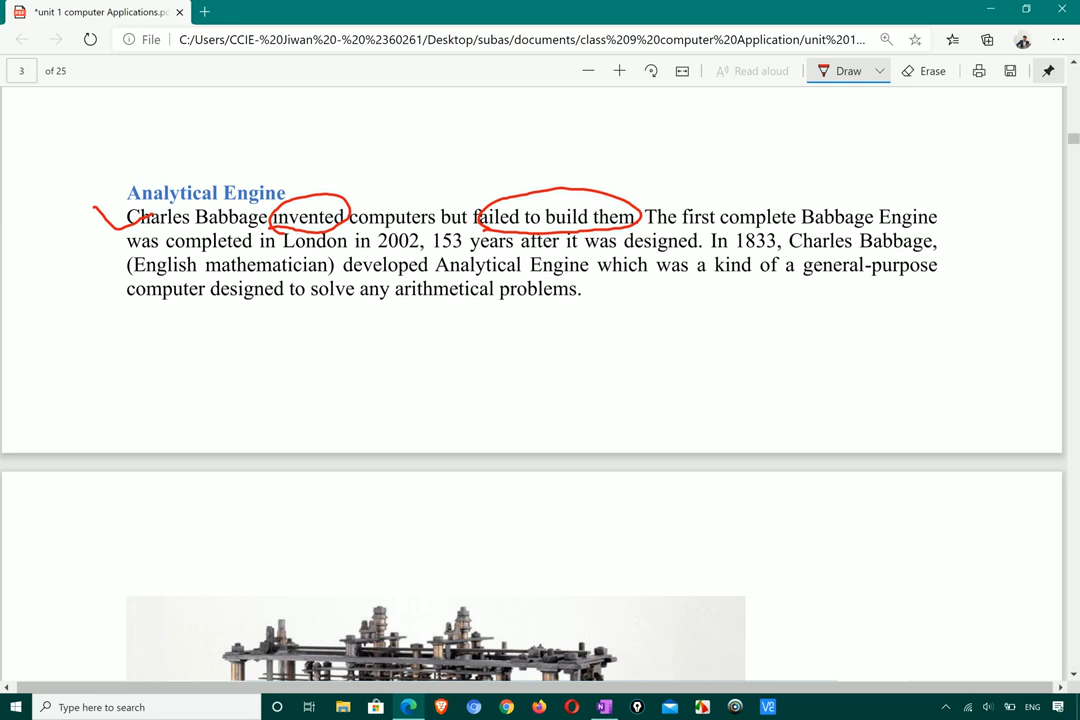 *unit 1 computer Applications.pd
File
C:/Users/CCIE-%20Jiwan%20-%20%2360261/Desktop/subas/documents/class%209%20computer%20Application/unit%201...
3 of 25
Read aloud
Draw
Erase
Analytical Engine
Charles Babbage invented computers but failed to build them. The first complete Babbage Engine
was completed in London in 2002, 153 years after it was designed. In 1833, Charles Babbage,
(English mathematician) developed Analytical Engine which was a kind of a general-purpose
computer designed to solve any arithmetical problems.
Type here to search
ENG